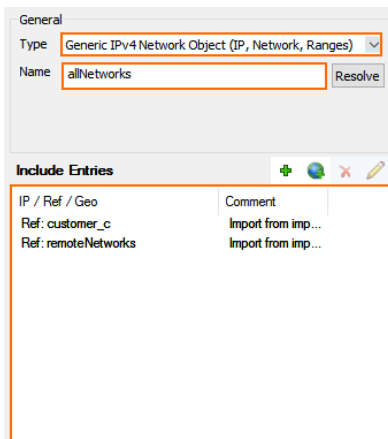 General
Type Generic IPv4 Network Object (IP, Network, Ranges)
Name allNetworks Resolve
Include Entries
IP / Ref / Geo Comment
Ref: customer_c Import from imp...
Ref: remoteNetworks Import from imp...